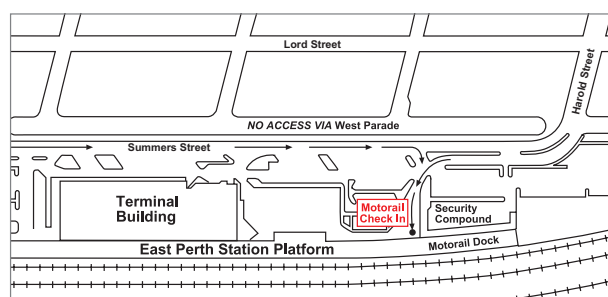 Lord Street
Harold Street
NO ACCESS VIA West Parade
Summers Street
Terminal
Building
Motorail
Check In
Security
Compound
East Perth Station Platform
Motorail Dock